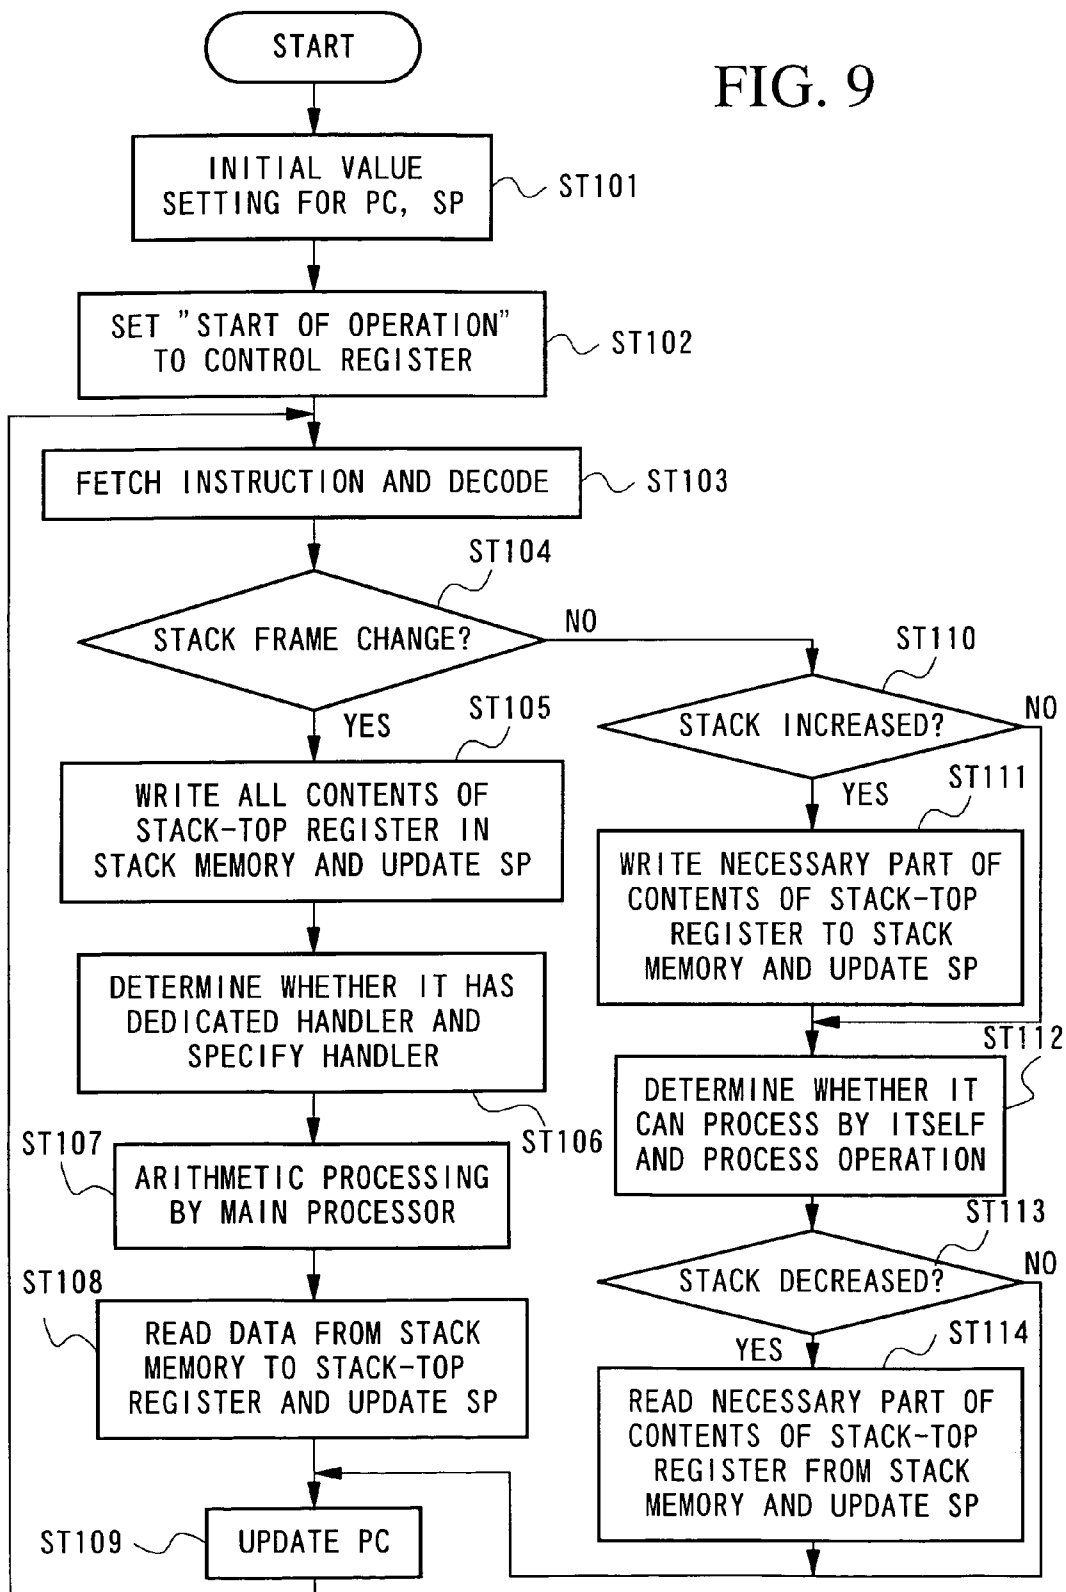 START
FIG. 9
INITIAL VALUE
SETTING FOR PC, SP
ST101
SET "START OF OPERATION"
TO CONTROL REGISTER
ST102
FETCH INSTRUCTION AND DECODE
ST103
ST104
STACK FRAME CHANGE?
NO
YES
ST105
WRITE ALL CONTENTS OF
STACK-TOP REGISTER IN
STACK MEMORY AND UPDATE SP
DETERMINE WHETHER IT HAS
DEDICATED HANDLER AND
SPECIFY HANDLER
ST106
ST107
ARITHMETIC PROCESSING
BY MAIN PROCESSOR
ST108
READ DATA FROM STACK
MEMORY TO STACK-TOP
REGISTER AND UPDATE SP
ST109
UPDATE PC
ST110
STACK INCREASED?
NO
YES
ST111
WRITE NECESSARY PART OF
CONTENTS OF STACK-TOP
REGISTER TO STACK
MEMORY AND UPDATE SP
ST112
DETERMINE WHETHER IT
CAN PROCESS BY ITSELF
AND PROCESS OPERATION
ST113
STACK DECREASED?
NO
YES
ST114
READ NECESSARY PART OF
CONTENTS OF STACK-TOP
REGISTER FROM STACK
MEMORY AND UPDATE SP